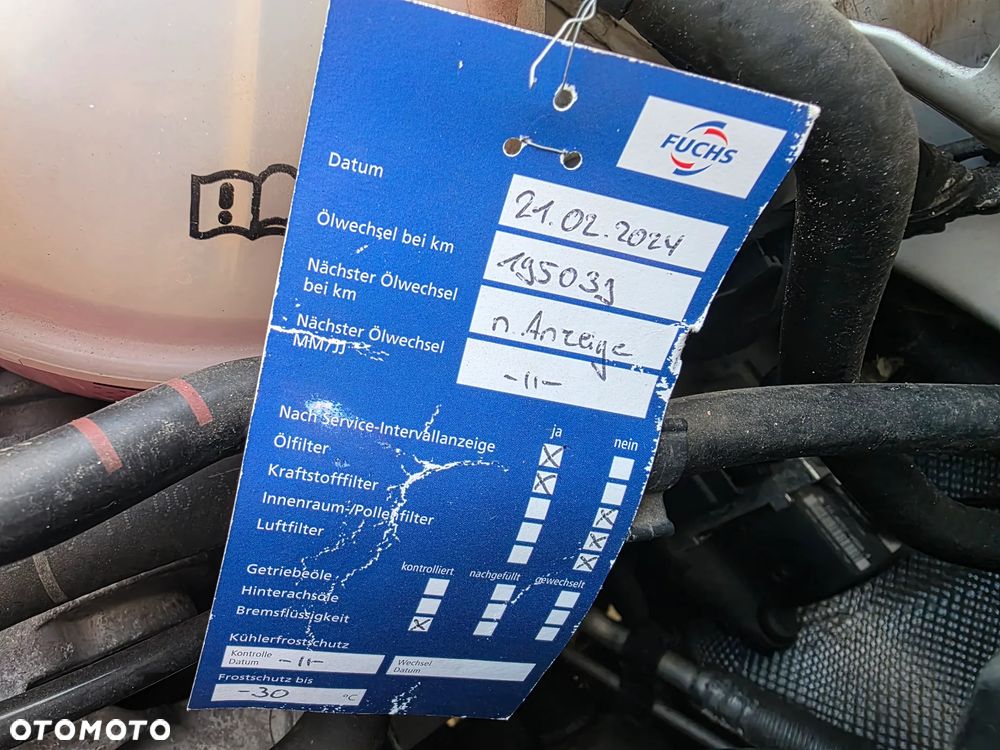 FUCHS
Datum 21.02.2024
Ölwechsel bei km 195039
Nächster Ölwechsel
bei km n. Anzeige
Nächster Ölwechsel
MM/JJ -11-
ja nein
Nach Service-Intervallanzeige
Ölfilter
Kraftstofffilter
Innenraum-/Pollenfilter
Luftfilter
kontrolliert nachgefüllt gewechselt
Getriebeöle
Hinterachsöle
Bremsflüssigkeit
Kühlerfrostschutz
Kontrolle
Datum -11-
Wechsel
Datum
Frostschutz bis
-30 °C
OTOMOTO